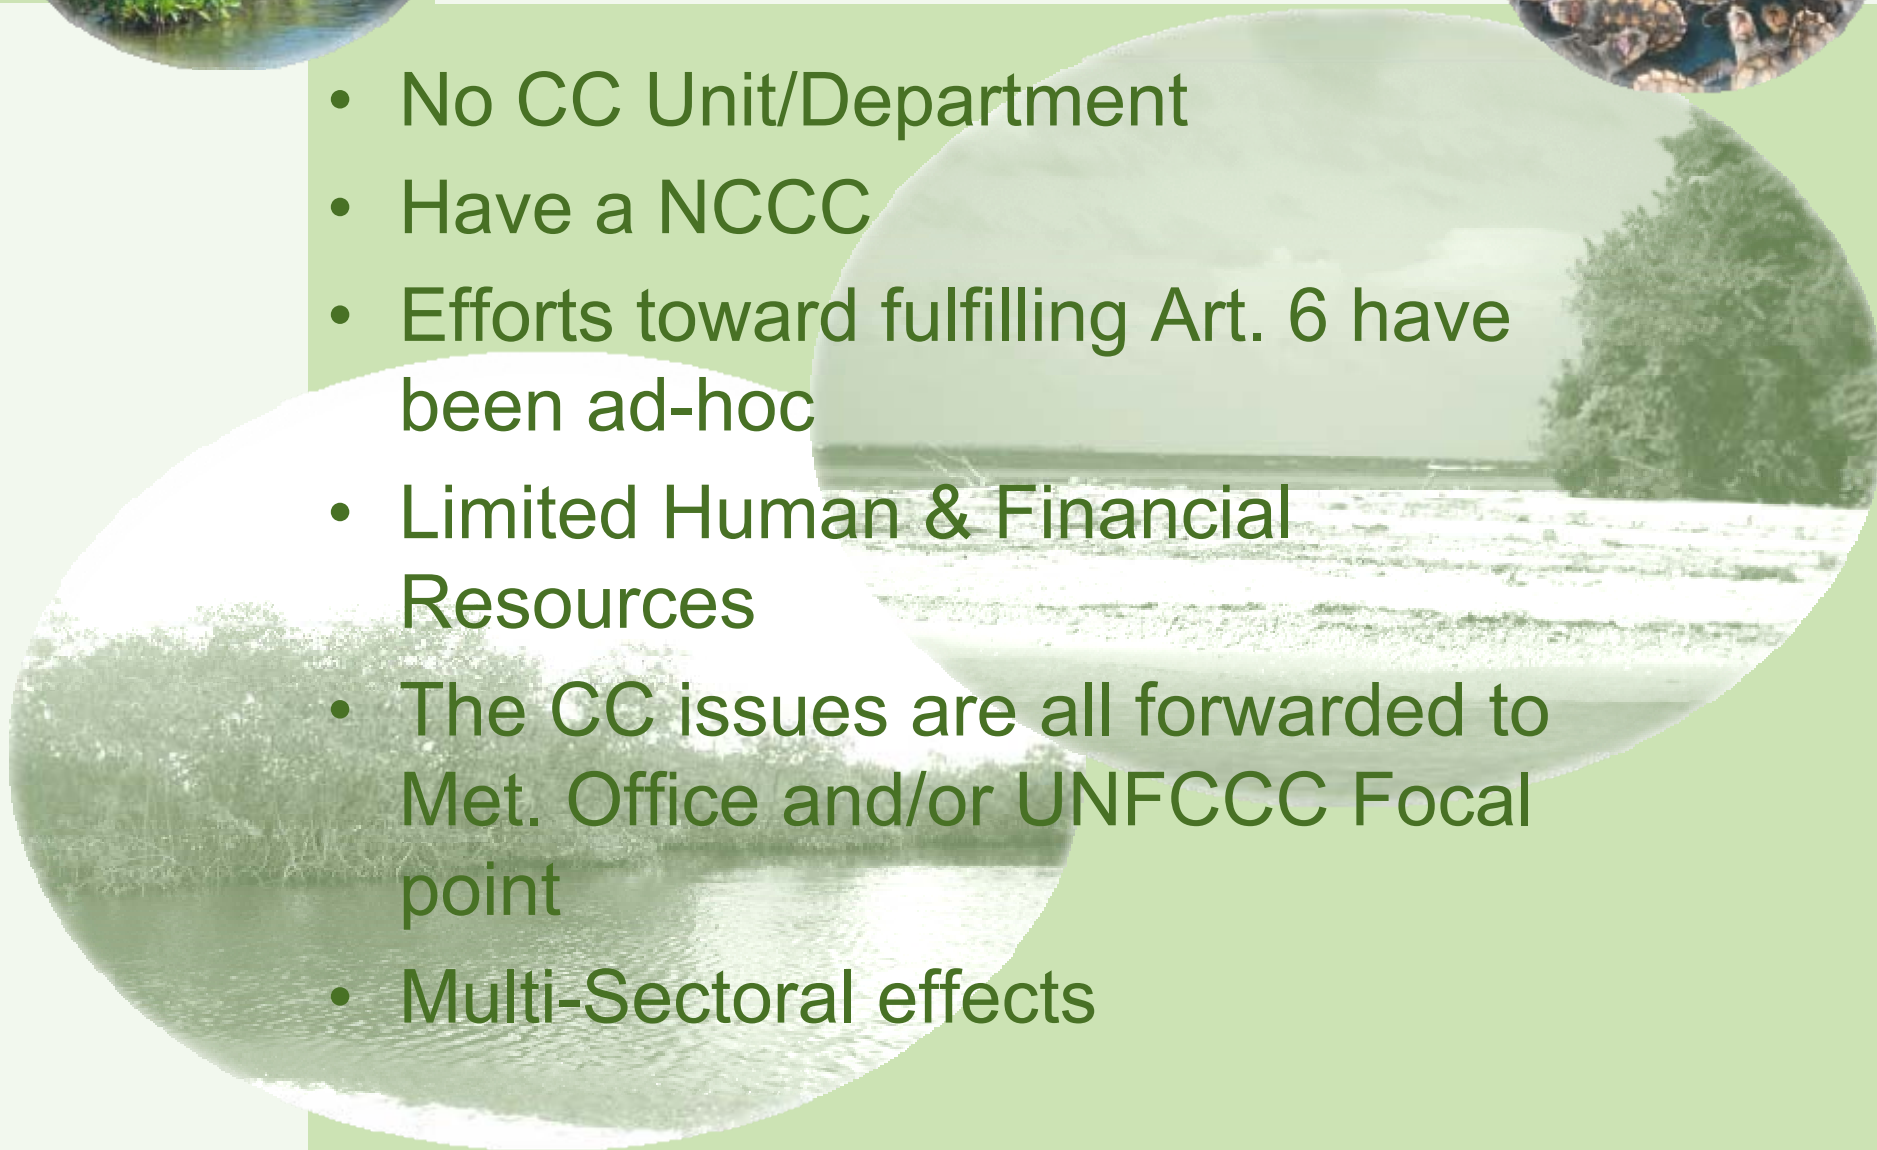 • No CC Unit/Department
• Have a NCCC
• Efforts toward fulfilling Art. 6 have
been ad-hoc
• Limited Human & Financial
Resources
• The CC issues are all forwarded to
Met. Office and/or UNFCCC Focal
point
• Multi-Sectoral effects